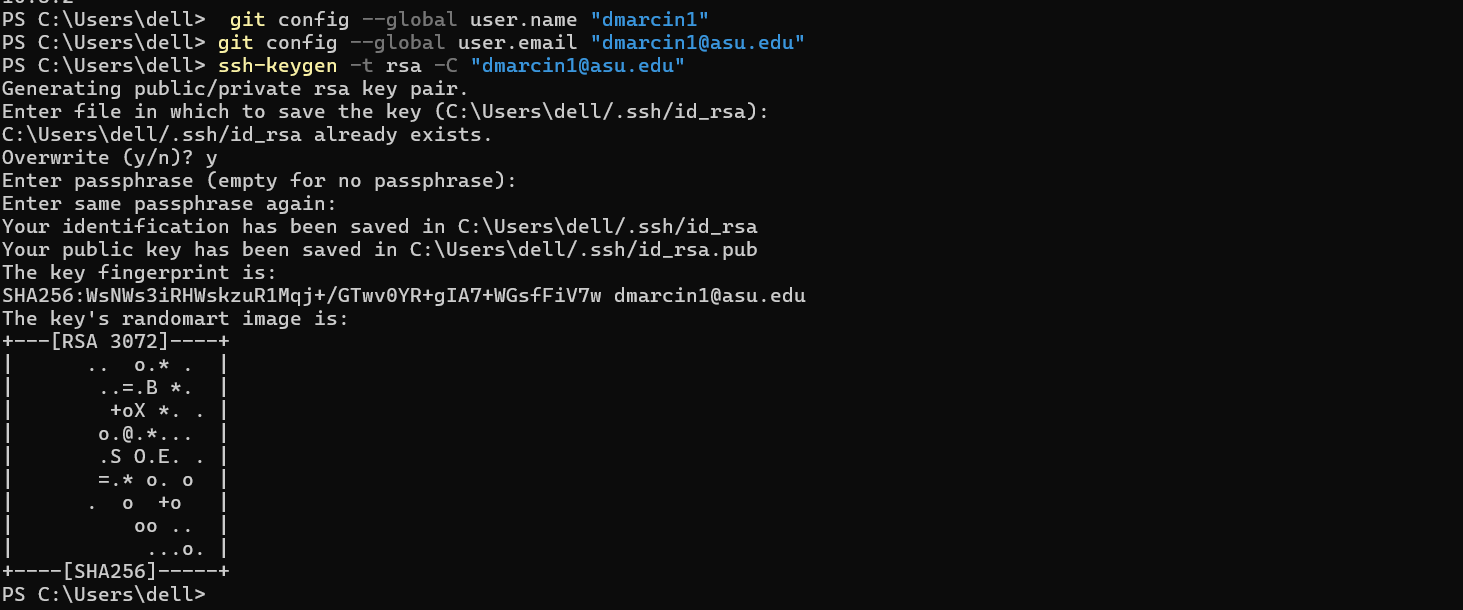 PS C:\Users\dell>  git config --global user.name "dmarcin1"
PS C:\Users\dell> git config --global user.email "dmarcin1@asu.edu"
PS C:\Users\dell> ssh-keygen -t rsa -C "dmarcin1@asu.edu"
Generating public/private rsa key pair.
Enter file in which to save the key (C:\Users\dell/.ssh/id_rsa):
C:\Users\dell/.ssh/id_rsa already exists.
Overwrite (y/n)? y
Enter passphrase (empty for no passphrase):
Enter same passphrase again:
Your identification has been saved in C:\Users\dell/.ssh/id_rsa
Your public key has been saved in C:\Users\dell/.ssh/id_rsa.pub
The key fingerprint is:
SHA256:WsNWs3iRHWskzuR1Mqj+/GTwv0YR+gIA7+WGsfFiV7w dmarcin1@asu.edu
The key's randomart image is:
+---[RSA 3072]----+
|      ..  o.* .  |
|       ..=.B *.  |
|        +oX *. . |
|       o.@.*...  |
|       .S O.E. . |
|       =.* o. o  |
|      .  o  +o   |
|          oo ..  |
|           ...o. |
+----[SHA256]-----+
PS C:\Users\dell>